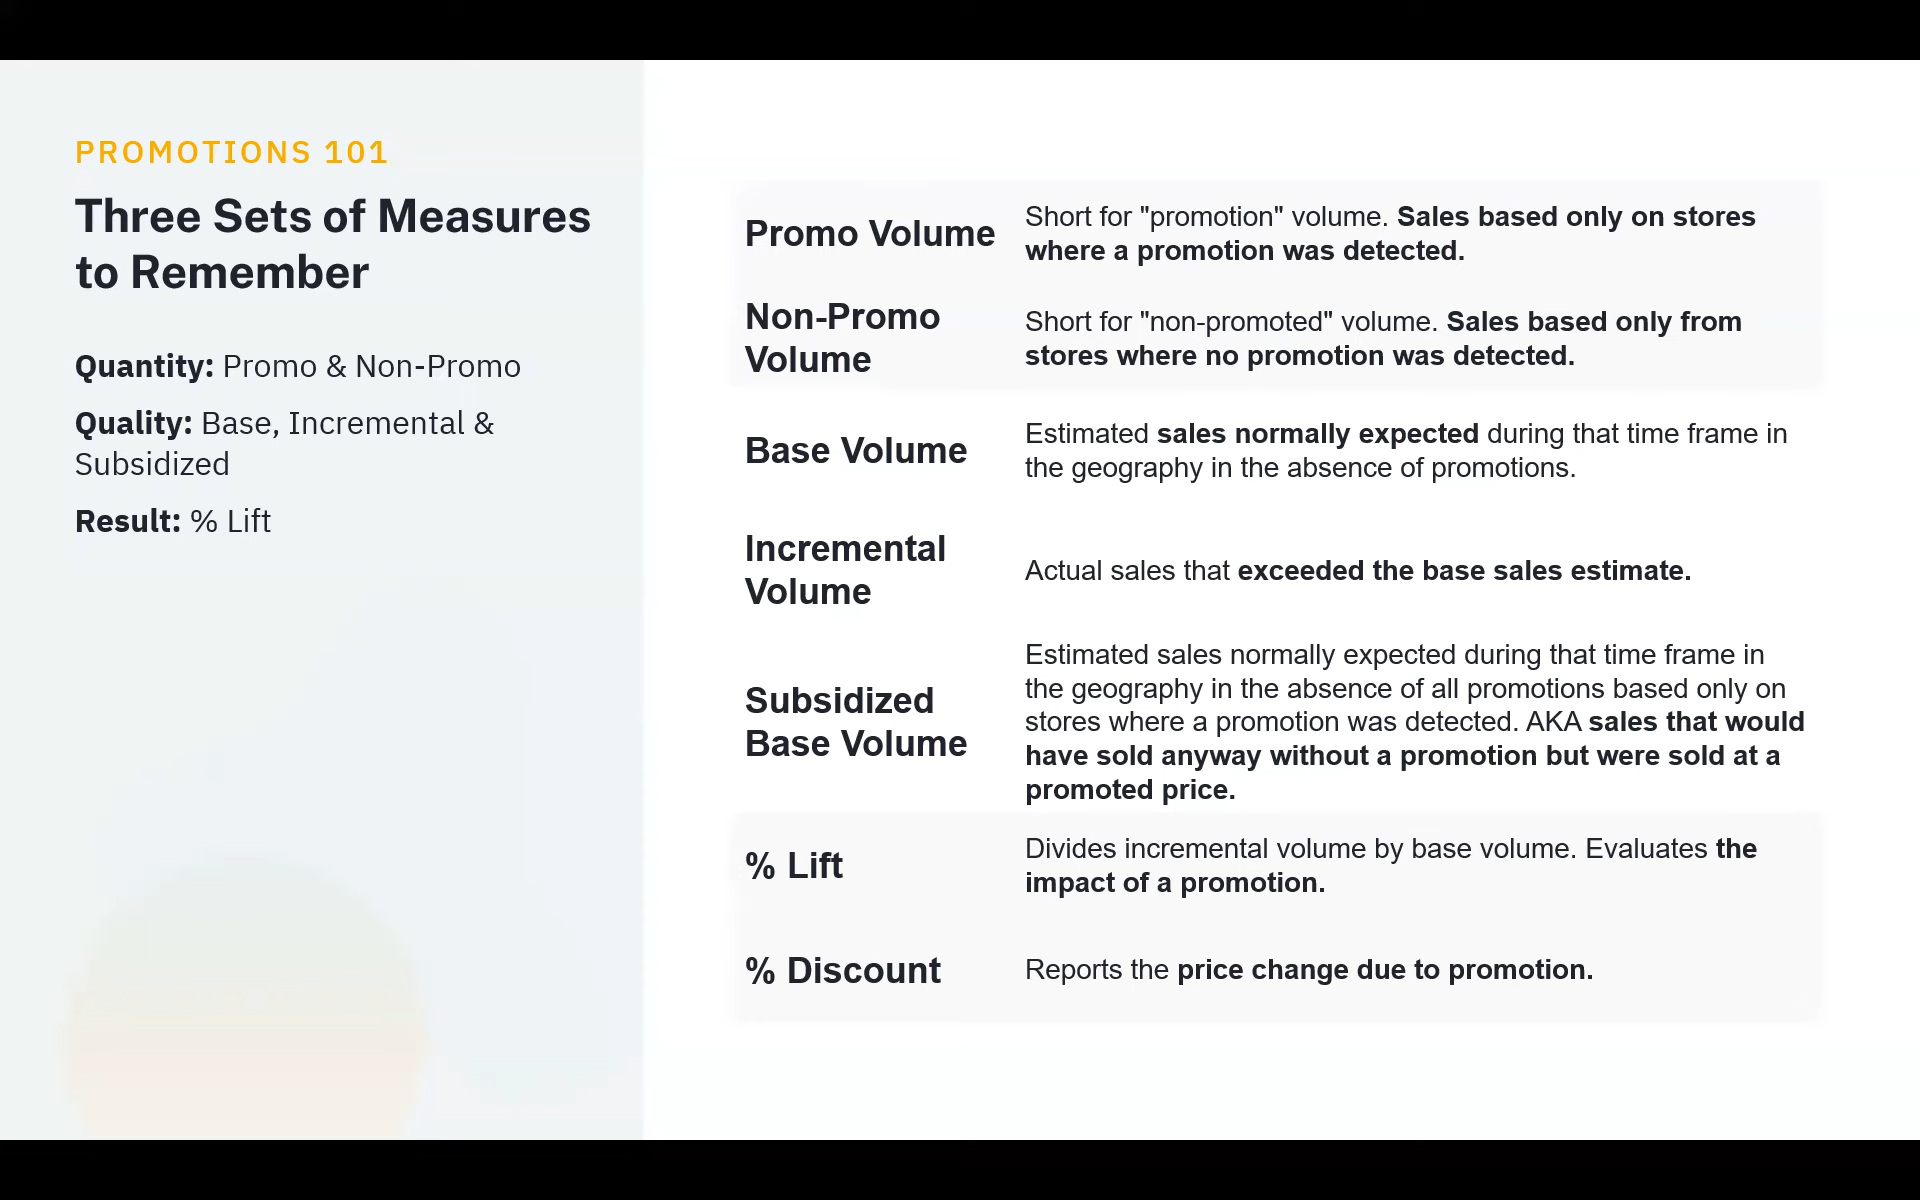 PROMOTIONS 101
Three Sets of Measures
to Remember
Quantity: Promo & Non-Promo
Quality: Base, Incremental &
Subsidized
Result: % Lift
Promo Volume
Short for "promotion" volume. Sales based only on stores
where a promotion was detected.
Non-Promo
Volume
Short for "non-promoted" volume. Sales based only from
stores where no promotion was detected.
Base Volume
Estimated sales normally expected during that time frame in
the geography in the absence of promotions.
Incremental
Volume
Actual sales that exceeded the base sales estimate.
Subsidized
Base Volume
Estimated sales normally expected during that time frame in
the geography in the absence of all promotions based only on
stores where a promotion was detected. AKA sales that would
have sold anyway without a promotion but were sold at a
promoted price.
% Lift
Divides incremental volume by base volume. Evaluates the
impact of a promotion.
% Discount
Reports the price change due to promotion.